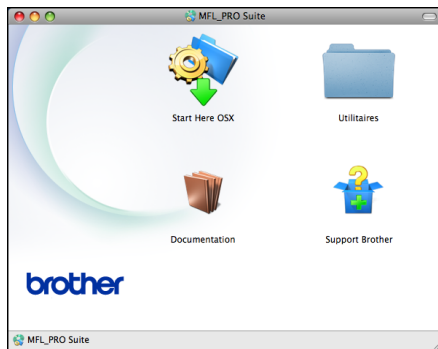 MFL_PRO Suite
Start Here OSX
Utilitaires
Documentation
Support Brother
brother
MFL_PRO Suite